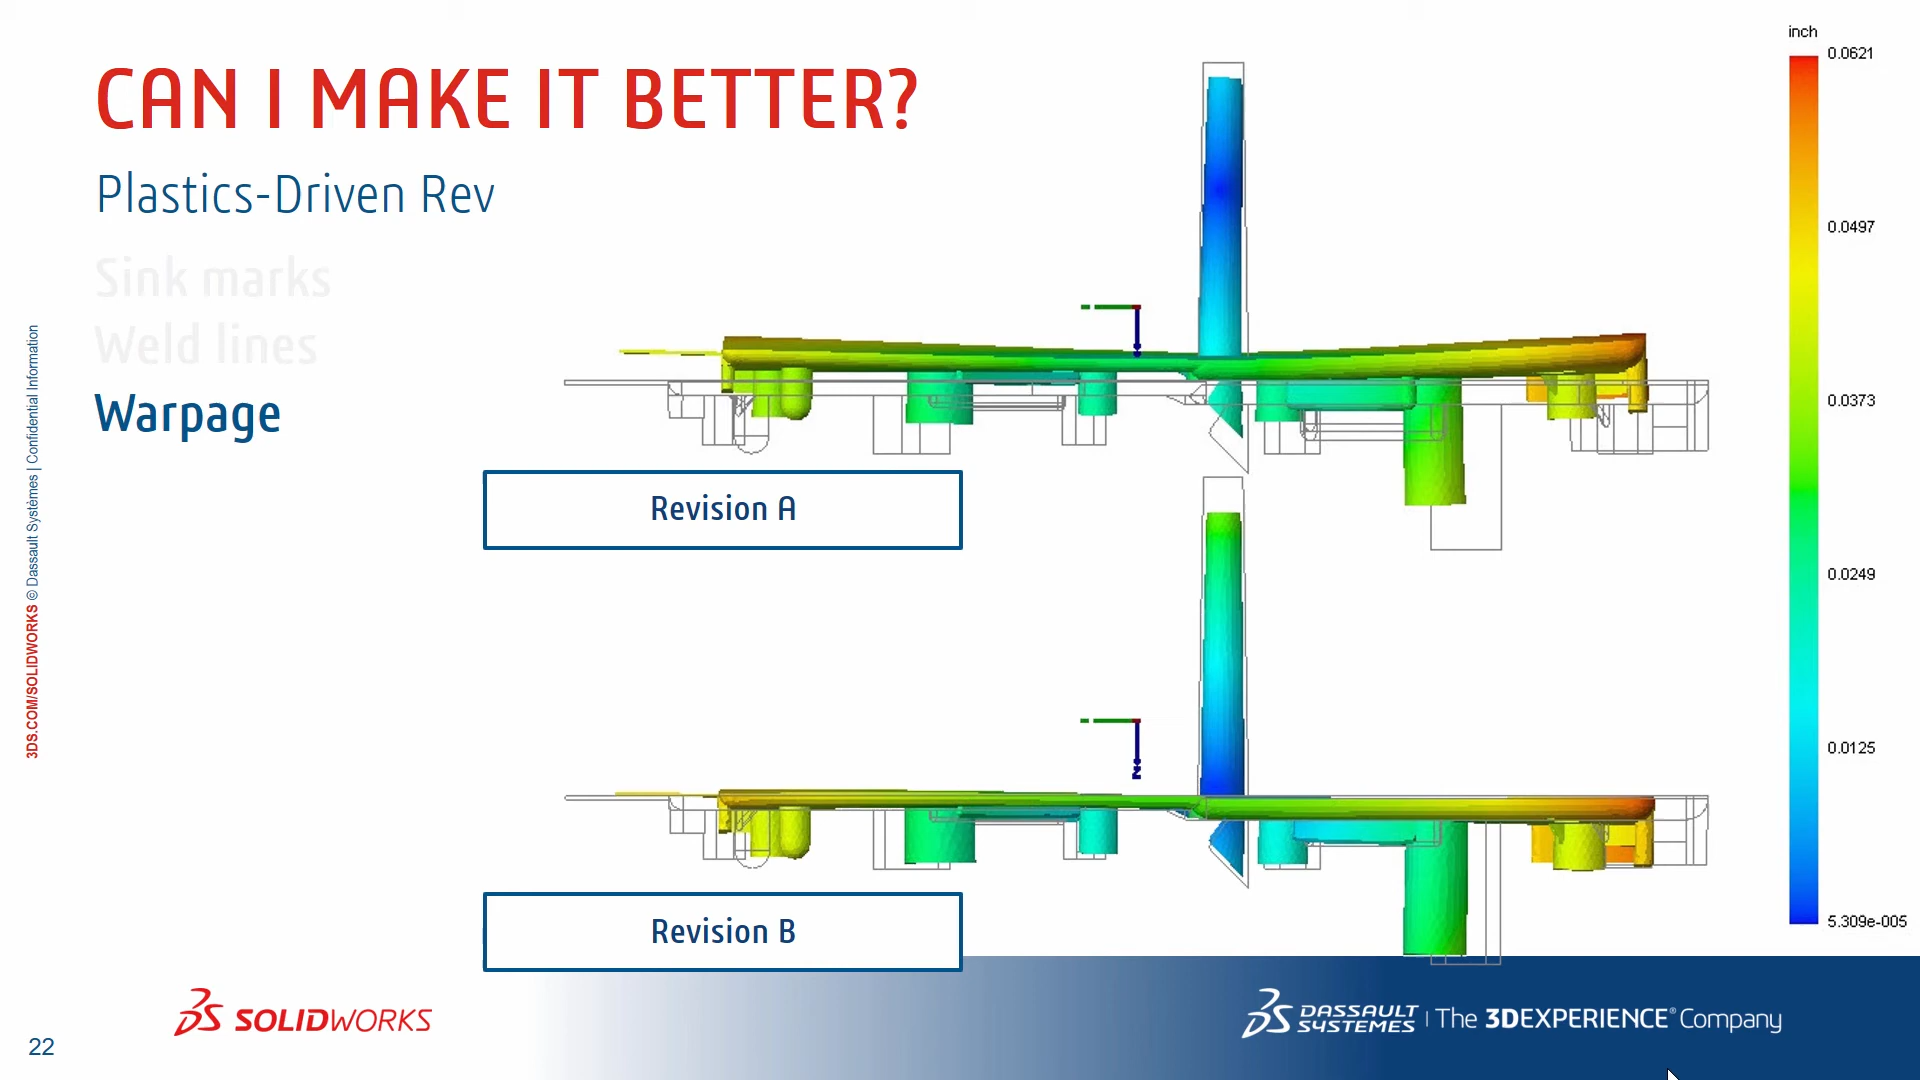 CAN I MAKE IT BETTER?
Plastics-Driven Rev
Sink marks
Weld lines
Warpage
Revision A
Revision B
inch
0.0621
0.0497
0.0373
0.0249
0.0125
5.309e-005
3DS.COM/SOLIDWORKS © Dassault Systèmes | Confidential Information
22
SOLIDWORKS
DASSAULT SYSTEMES | The 3DEXPERIENCE® Company